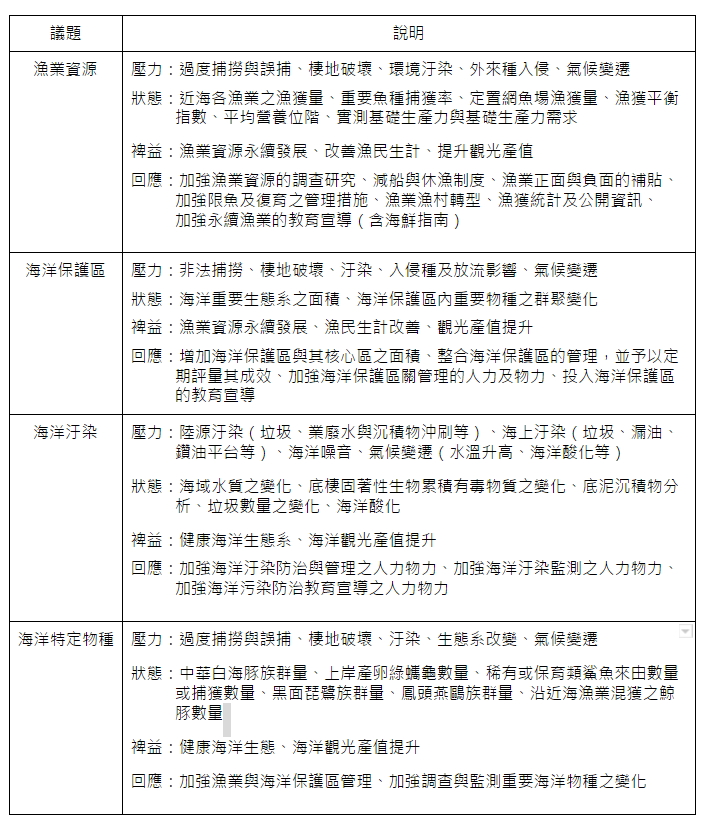 議題 說明
漁業資源 壓力：過度捕撈與誤捕、棲地破壞、環境汙染、外來種入侵、氣候變遷
狀態：近海各漁業之漁獲量、重要魚種捕獲率、定置網魚場漁獲量、漁獲平衡
指數、平均營養位階、實測基礎生產力與基礎生產力需求
裨益：漁業資源永續發展、改善漁民生計、提升觀光產值
回應：加強漁業資源的調查研究、減船與休漁制度、漁業正面與負面的補貼、
加強限魚及復育之管理措施、漁業漁村轉型、漁獲統計及公開資訊、
加強永續漁業的教育宣導（含海鮮指南）
海洋保護區 壓力：非法捕撈、棲地破壞、汙染、入侵種及放流影響、氣候變遷
狀態：海洋重要生態系之面積、海洋保護區內重要物種之群聚變化
裨益：漁業資源永續發展、漁民生計改善、觀光產值提升
回應：增加海洋保護區與其核心區之面積、整合海洋保護區的管理，並予以定
期評量其成效、加強海洋保護區關管理的人力及物力、投入海洋保護區
的教育宣導
海洋汙染 壓力：陸源汙染（垃圾、業廢水與沉積物沖刷等）、海上汙染（垃圾、漏油、
鑽油平台等）、海洋噪音、氣候變遷（水溫升高、海洋酸化等）
狀態：海域水質之變化、底棲固著性生物累積有毒物質之變化、底泥沉積物分
析、垃圾數量之變化、海洋酸化
裨益：健康海洋生態系、海洋觀光產值提升
回應：加強海洋汙染防治與管理之人力物力、加強海洋汙染監測之人力物力、
加強海洋污染防治教育宣導之人力物力
海洋特定物種 壓力：過度捕撈與誤捕、棲地破壞、汙染、生態系改變、氣候變遷
狀態：中華白海豚族群量、上岸產卵綠蠵龜數量、稀有或保育類鯊魚來由數量
或捕獲數量、黑面琵鷺族群量、鳳頭燕鷗族群量、沿近海漁業混獲之鯨
豚數量
裨益：健康海洋生態、海洋觀光產值提升
回應：加強漁業與海洋保護區管理、加強調查與監測重要海洋物種之變化